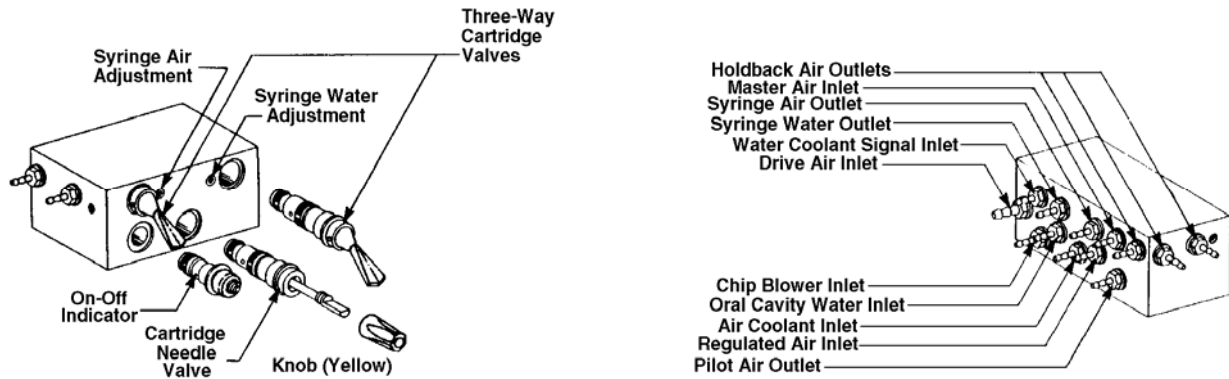 Three-Way
Cartridge
Valves
Syringe Air
Adjustment
Syringe Water
Adjustment
On-Off
Indicator
Cartridge
Needle
Valve
Knob (Yellow)
Holdback Air Outlets
Master Air Inlet
Syringe Air Outlet
Syringe Water Outlet
Water Coolant Signal Inlet
Drive Air Inlet
Chip Blower Inlet
Oral Cavity Water Inlet
Air Coolant Inlet
Regulated Air Inlet
Pilot Air Outlet